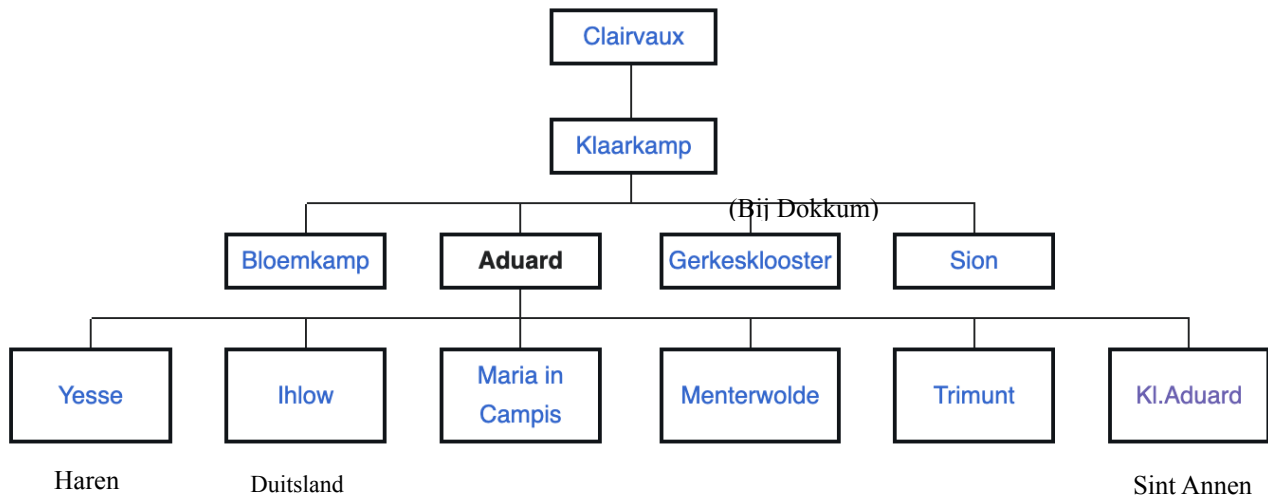 Clairvaux
Klaarkamp
(Bij Dokkum)
Bloemkamp
Aduard
Gerkesklooster
Sion
Yesse
Ihlow
Maria in
Campis
Menterwolde
Trimunt
Kl.Aduard
Haren
Duitsland
Sint Annen